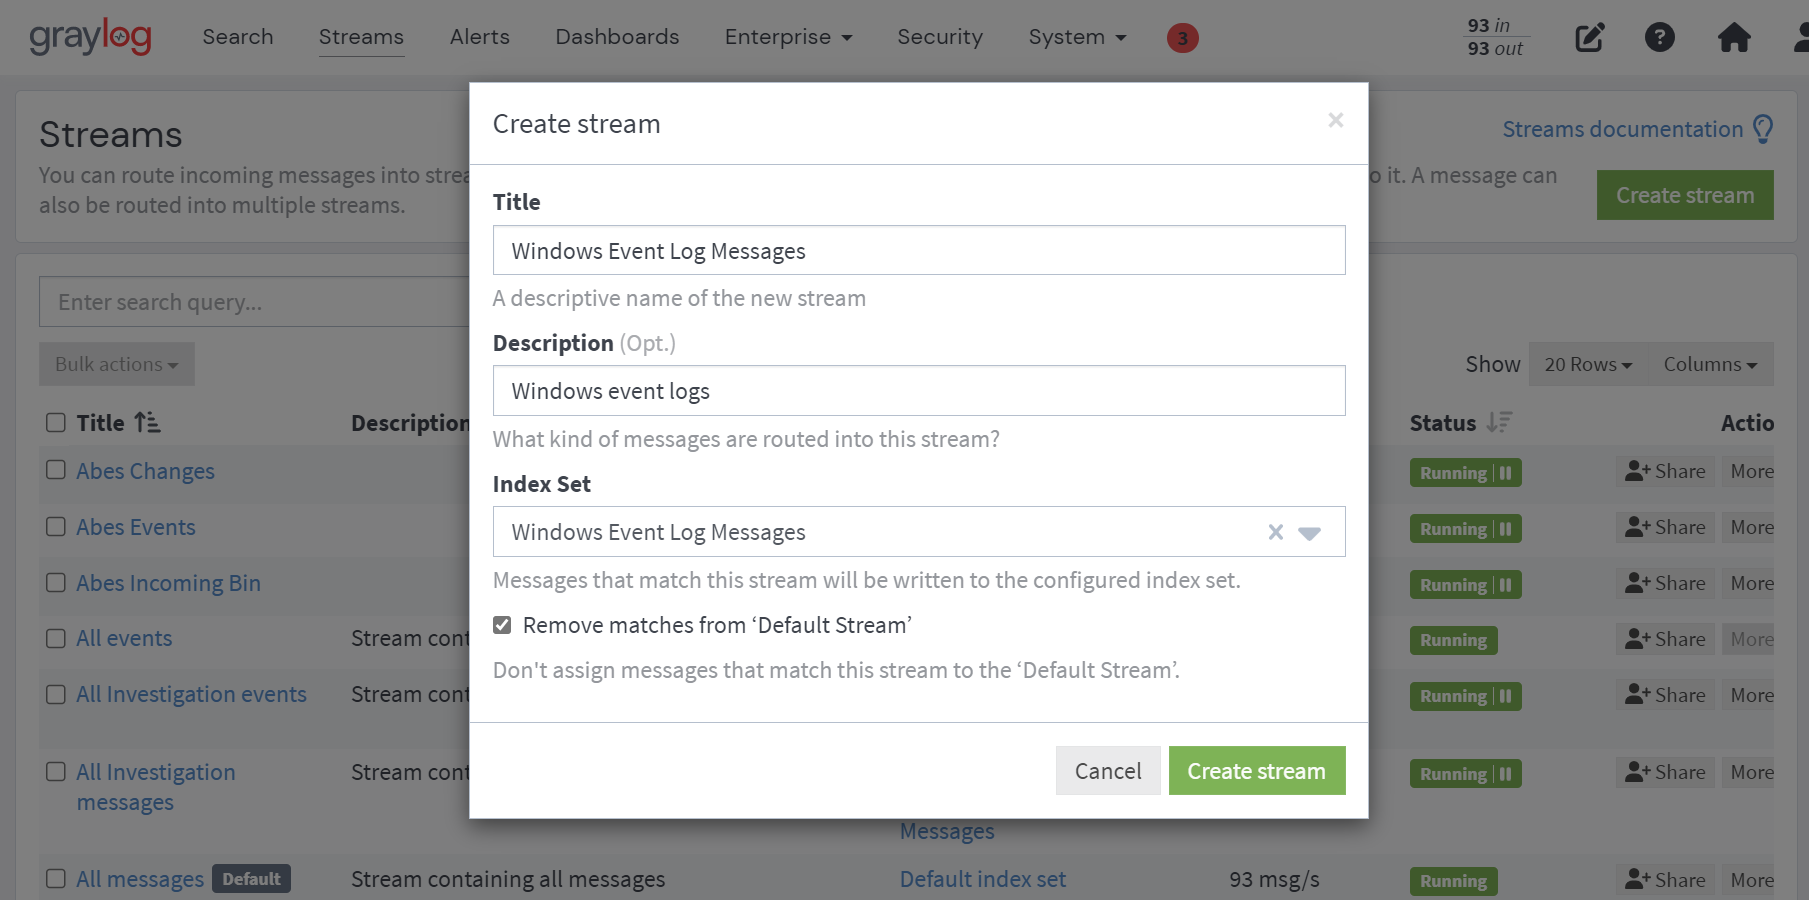 graylog
Search
Streams
Alerts
Dashboards
Enterprise
Security
System
3
93 in
93 out
Streams
You can route incoming messages into strea
o it. A message can
also be routed into multiple streams.
Streams documentation
Create stream
Enter search query...
Bulk actions
Show
20 Rows
Columns
Title
Description
Status
Actio
Abes Changes
Running
Share
More
Abes Events
Running
Share
More
Abes Incoming Bin
Running
Share
More
All events
Stream cont
Running
Share
More
All Investigation events
Stream cont
Running
Share
More
All Investigation
messages
Stream cont
Messages
Running
Share
More
All messages
Default
Stream containing all messages
Default index set
93 msg/s
Running
Share
More
Create stream
×
Title
Windows Event Log Messages
A descriptive name of the new stream
Description (Opt.)
Windows event logs
What kind of messages are routed into this stream?
Index Set
Windows Event Log Messages
Messages that match this stream will be written to the configured index set.
Remove matches from ‘Default Stream’
Don't assign messages that match this stream to the ‘Default Stream’.
Cancel
Create stream